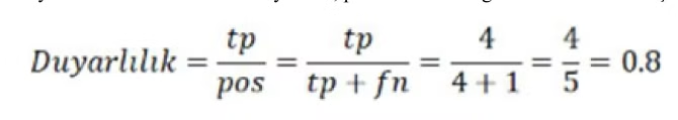 Duyarlılık = tp/pos = tp/(tp + fn) = 4/(4 + 1) = 4/5 = 0.8